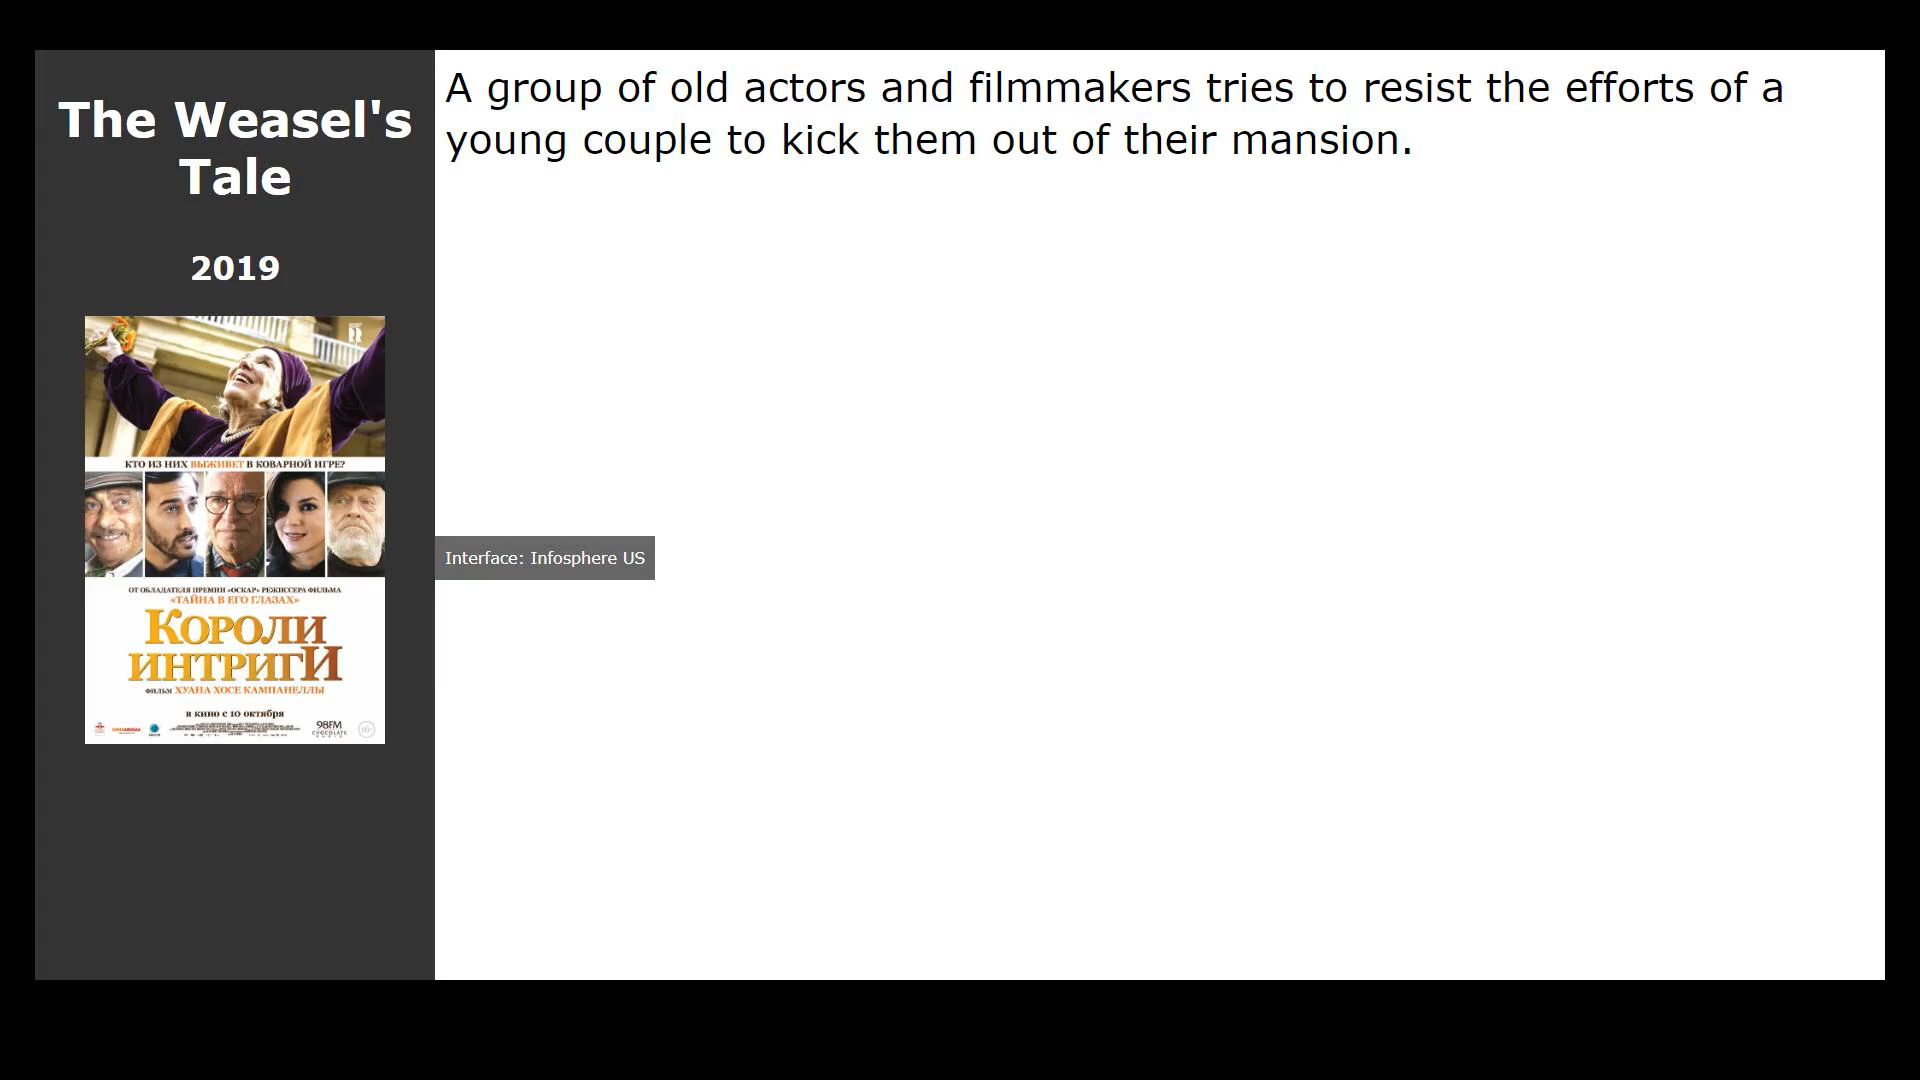 The Weasel's
Tale
2019
A group of old actors and filmmakers tries to resist the efforts of a
young couple to kick them out of their mansion.
Interface: Infosphere US
КТО ИЗ НИХ ВЫЖИВЕТ В КОВАРНОЙ ИГРЕ?
ОТ ОБЛАДАТЕЛЯ ПРЕМИИ «ОСКАР» РЕЖИССЕРА ФИЛЬМА
«ТАЙНА В ЕГО ГЛАЗАХ»
КОРОЛИ
ИНТРИГИ
ФИЛЬМ ХУАНА ХОСЕ КАМПАНЕЛЛЫ
В КИНО С 10 ОКТЯБРЯ
98FM
CHOCOLATE
16+